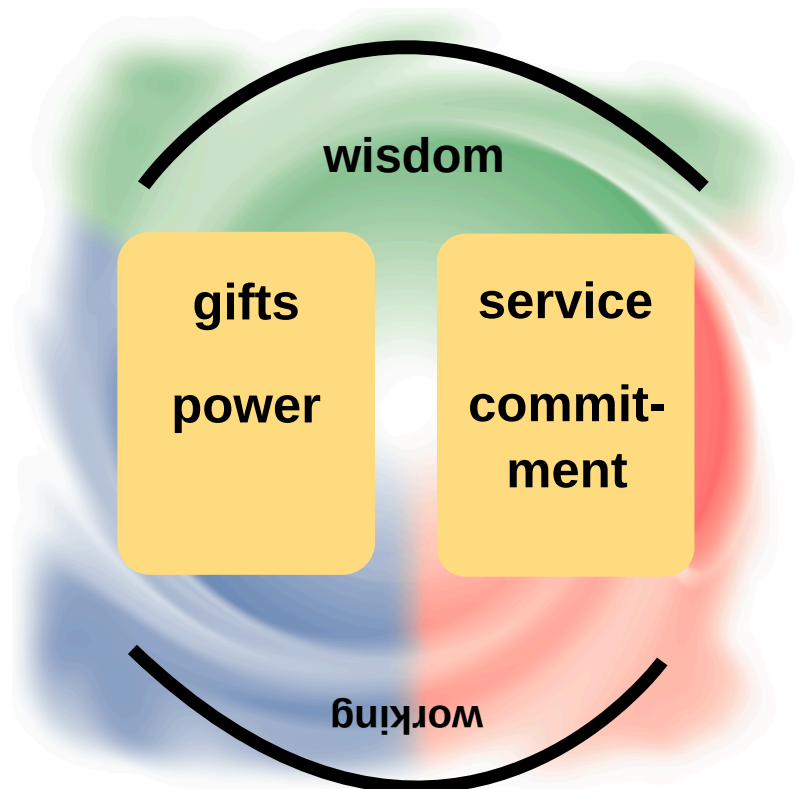 wisdom
gifts
power
service
commit-
ment
working